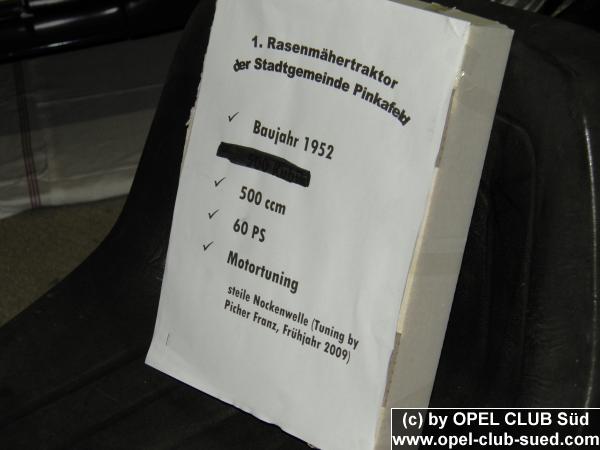 1. Rasenmähertraktor
der Stadtgemeinde Pinkafeld
✓ Baujahr 1952
✓ 500 ccm
✓ 60 PS
✓ Motortuning
steile Nockenwelle (Tuning by
Picher Franz, Frühjahr 2009)
(c) by OPEL CLUB Süd
www.opel-club-sued.com